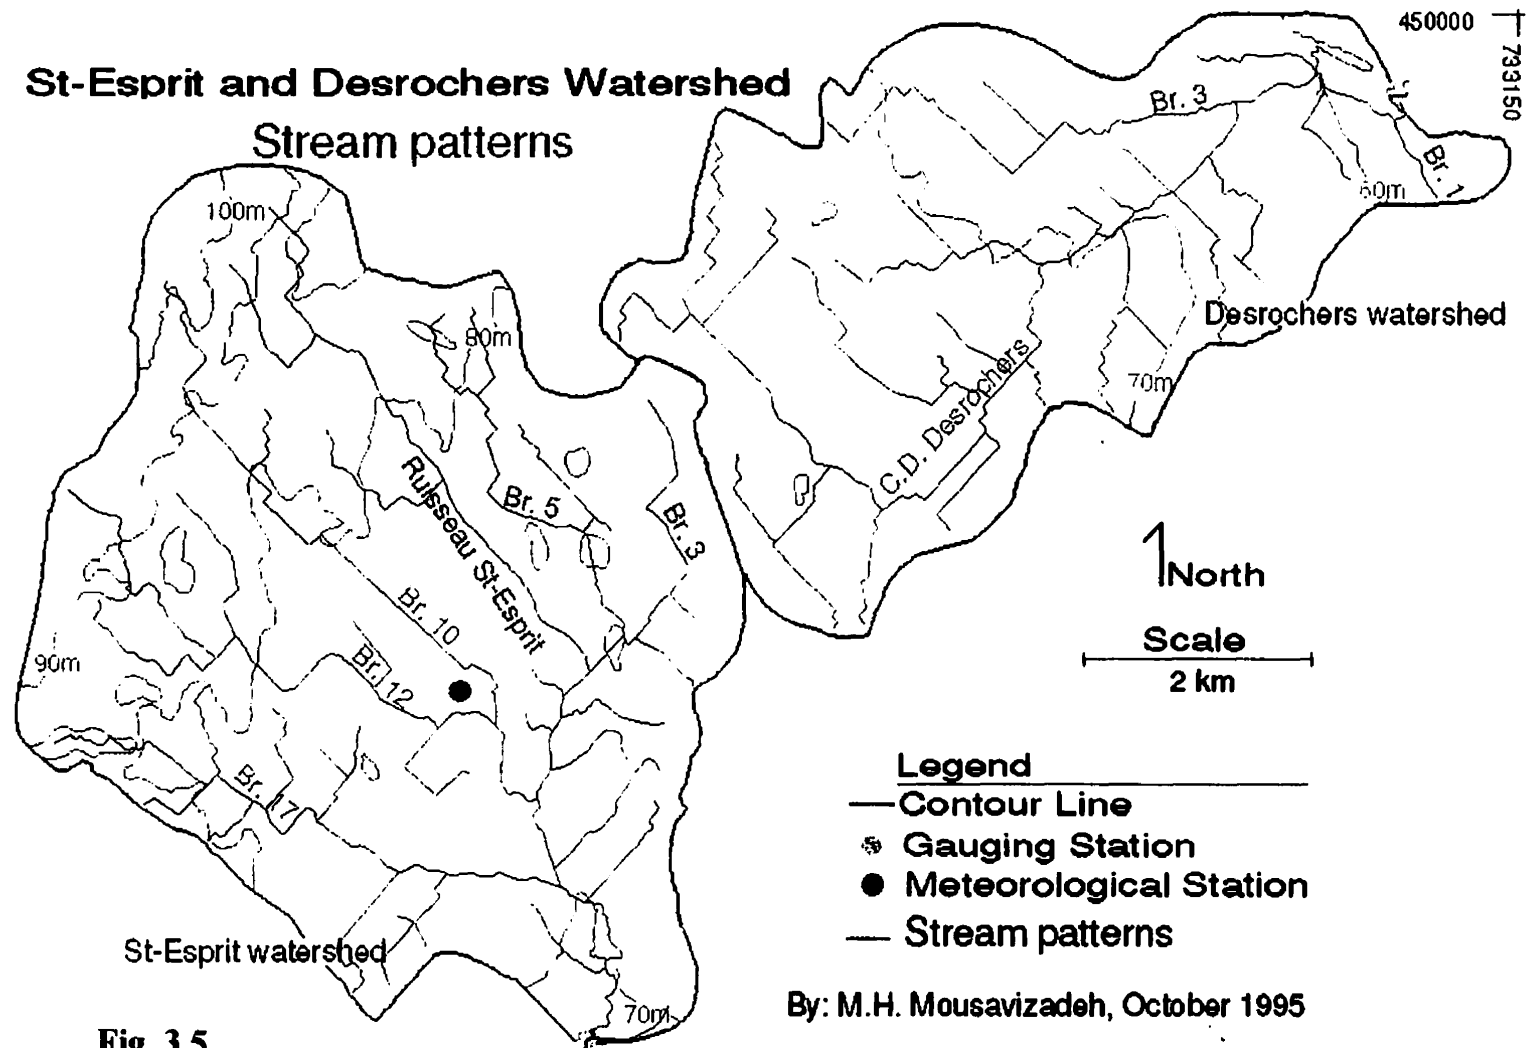 450000
733150
St-Esprit and Desrochers Watershed
Stream patterns
Br. 3
Br. 1
60m
100m
80m
Desrochers watershed
70m
C.D. Desrochers
Ruisseau St-Esprit
Br. 5
Br. 3
North
Br. 10
Scale
2 km
90m
Br. 12
Br. 17
Legend
Contour Line
Gauging Station
Meteorological Station
Stream patterns
St-Esprit watershed
70m
By: M.H. Mousavizadeh, October 1995
Fig. 3.5